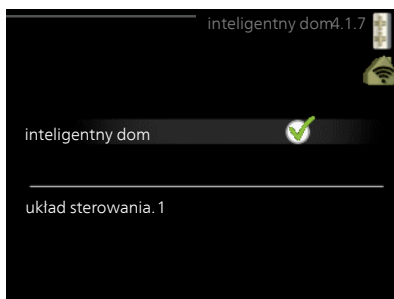 inteligentny dom4.1.7
inteligentny dom
układ sterowania.1